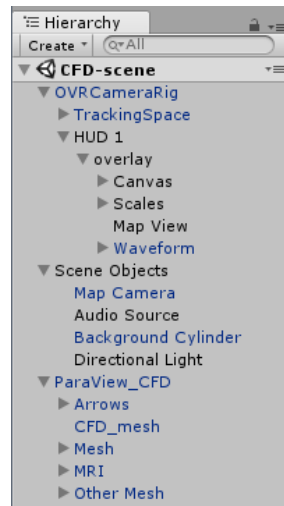 Hierarchy
Create All
CFD-scene
OVRCameraRig
TrackingSpace
HUD 1
overlay
Canvas
Scales
Map View
Waveform
Scene Objects
Map Camera
Audio Source
Background Cylinder
Directional Light
ParaView_CFD
Arrows
CFD_mesh
Mesh
MRI
Other Mesh